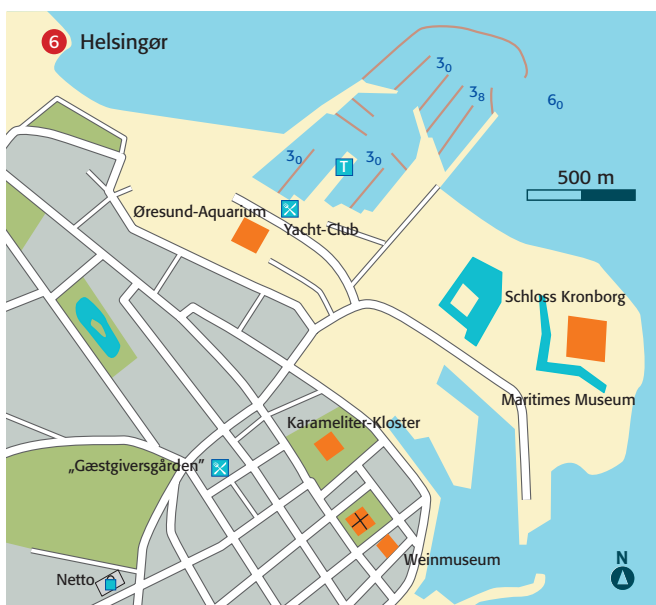 6 Helsingør
3₀
3₈
6₀
3₀
T
3₀
500 m
Øresund-Aquarium
Yacht-Club
Schloss Kronborg
Maritimes Museum
Karameliter-Kloster
„Gæstgiversgården”
Weinmuseum
Netto
N